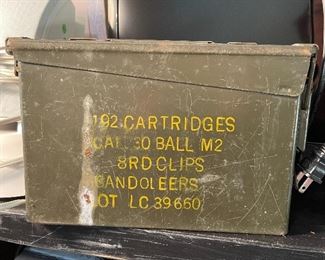 192 CARTRIDGES
CAL .30 BALL M2
8RD CLIPS
BANDOLEERS
LOT LC 39660